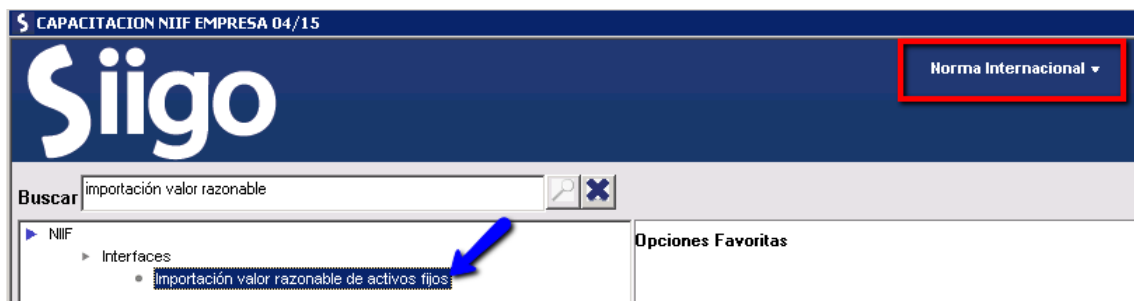 CAPACITACION NIIF EMPRESA 04/15
Siigo
Norma Internacional
Buscar importación valor razonable
NIIF
Interfaces
Importación valor razonable de activos fijos
Opciones Favoritas